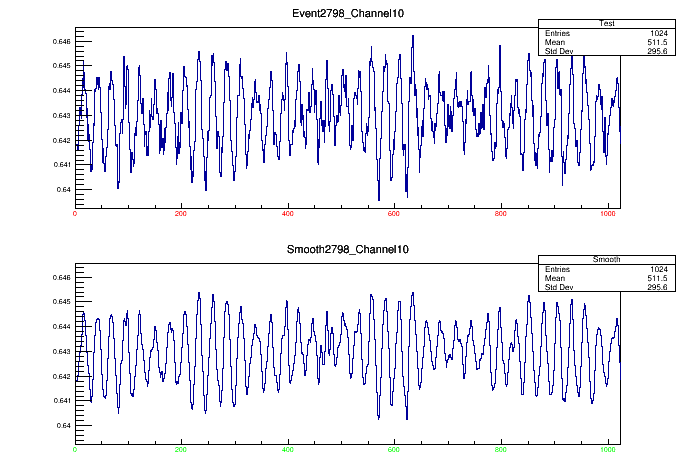 Event2798_Channel10
Test
Entries 1024
Mean 511.5
Std Dev 295.6
0.646
0.645
0.644
0.643
0.642
0.641
0.64
0 200 400 600 800 1000
Smooth2798_Channel10
Smooth
Entries 1024
Mean 511.5
Std Dev 295.6
0.646
0.645
0.644
0.643
0.642
0.641
0.64
0 200 400 600 800 1000